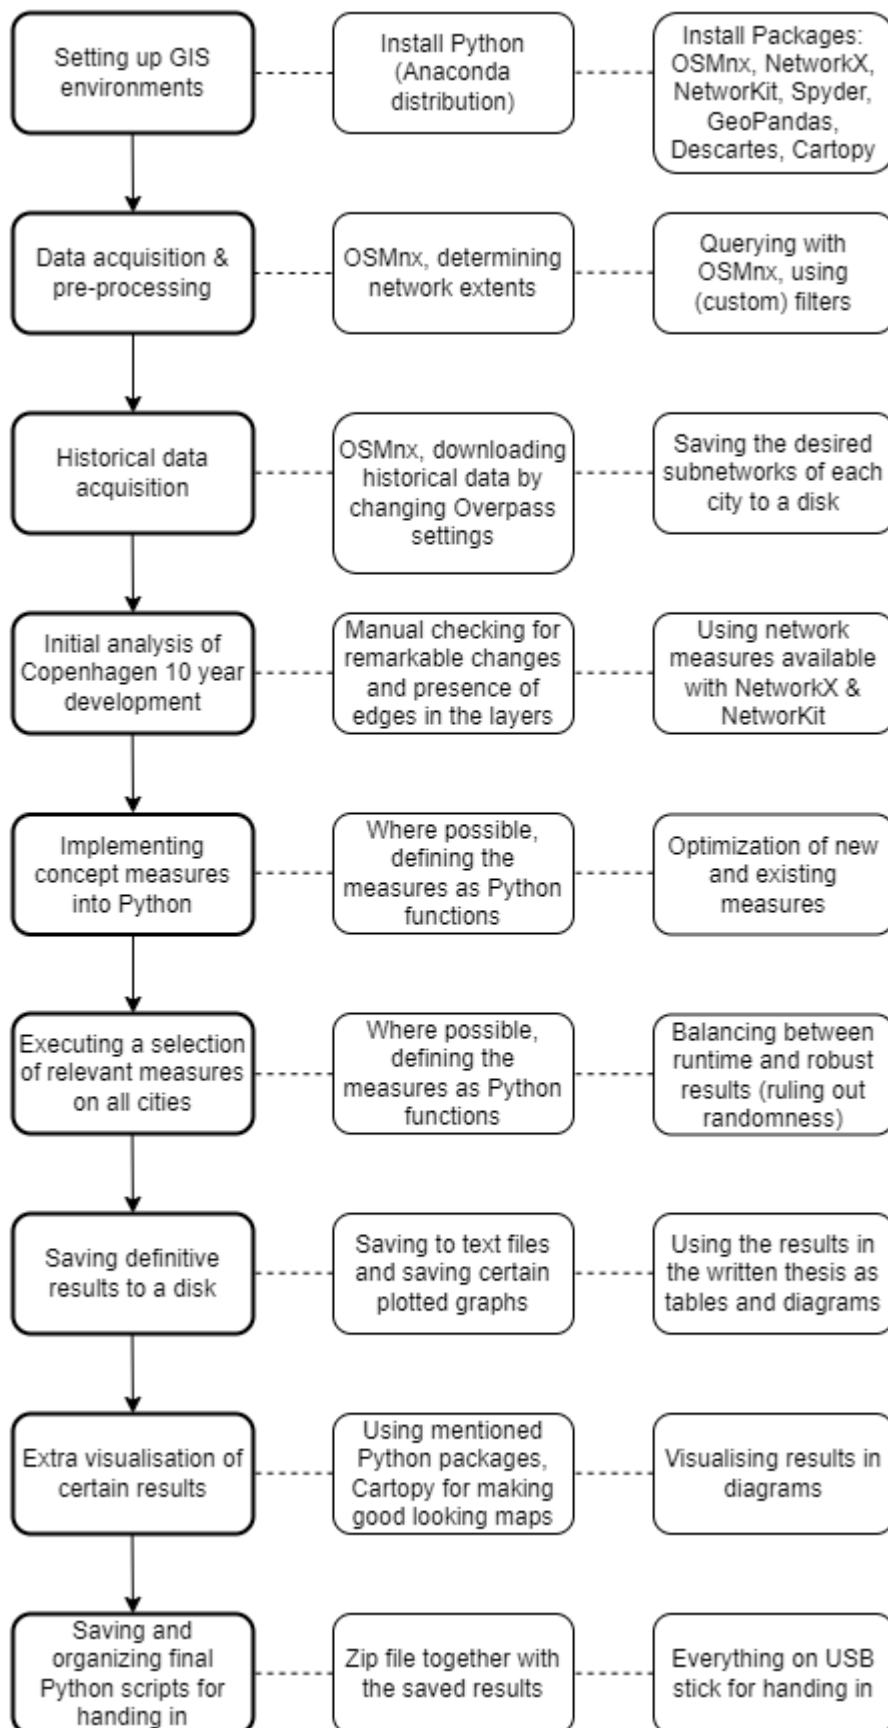 Setting up GIS
environments
Install Python
(Anaconda
distribution)
Install Packages:
OSMnx, NetworkX,
NetworKit, Spyder,
GeoPandas,
Descartes, Cartopy
Data acquisition &
pre-processing
OSMnx, determining
network extents
Querying with
OSMnx, using
(custom) filters
Historical data
acquisition
OSMnx, downloading
historical data by
changing Overpass
settings
Saving the desired
subnetworks of each
city to a disk
Initial analysis of
Copenhagen 10 year
development
Manual checking for
remarkable changes
and presence of
edges in the layers
Using network
measures available
with NetworkX &
NetworKit
Implementing
concept measures
into Python
Where possible,
defining the
measures as Python
functions
Optimization of new
and existing
measures
Executing a selection
of relevant measures
on all cities
Where possible,
defining the
measures as Python
functions
Balancing between
runtime and robust
results (ruling out
randomness)
Saving definitive
results to a disk
Saving to text files
and saving certain
plotted graphs
Using the results in
the written thesis as
tables and diagrams
Extra visualisation of
certain results
Using mentioned
Python packages,
Cartopy for making
good looking maps
Visualising results in
diagrams
Saving and
organizing final
Python scripts for
handing in
Zip file together with
the saved results
Everything on USB
stick for handing in